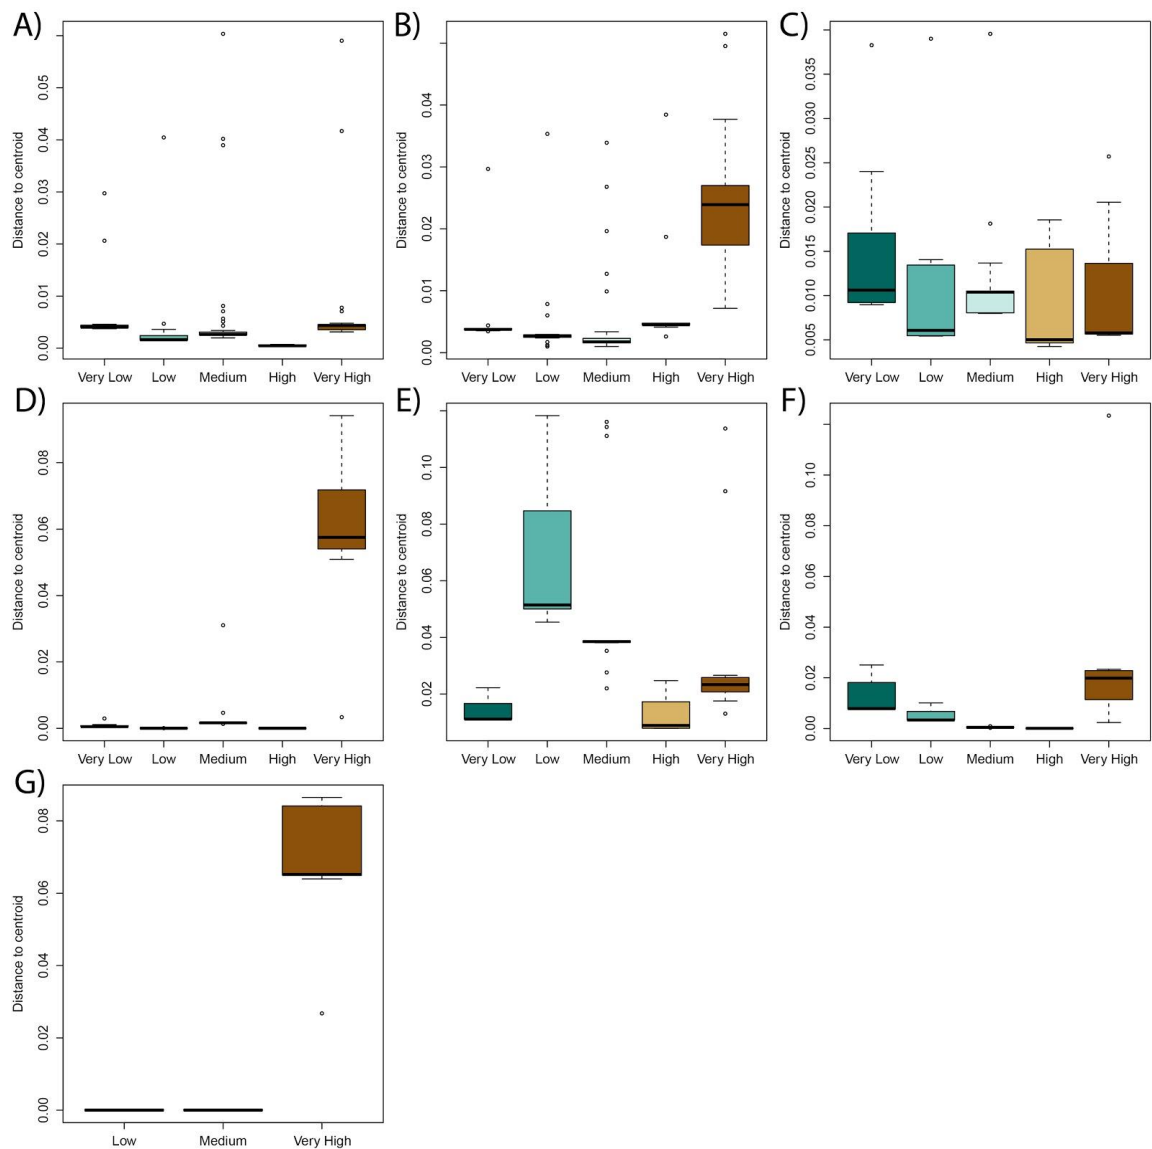 A)
Distance to centroid
0.00 0.01 0.02 0.03 0.04 0.05
Very Low Low Medium High Very High
B)
Distance to centroid
0.00 0.01 0.02 0.03 0.04
Very Low Low Medium High Very High
C)
Distance to centroid
0.005 0.010 0.015 0.020 0.025 0.030 0.035
Very Low Low Medium High Very High
D)
Distance to centroid
0.00 0.02 0.04 0.06 0.08
Very Low Low Medium High Very High
E)
Distance to centroid
0.02 0.04 0.06 0.08 0.10
Very Low Low Medium High Very High
F)
Distance to centroid
0.00 0.02 0.04 0.06 0.08 0.10
Very Low Low Medium High Very High
G)
Distance to centroid
0.00 0.02 0.04 0.06 0.08
Low Medium Very High